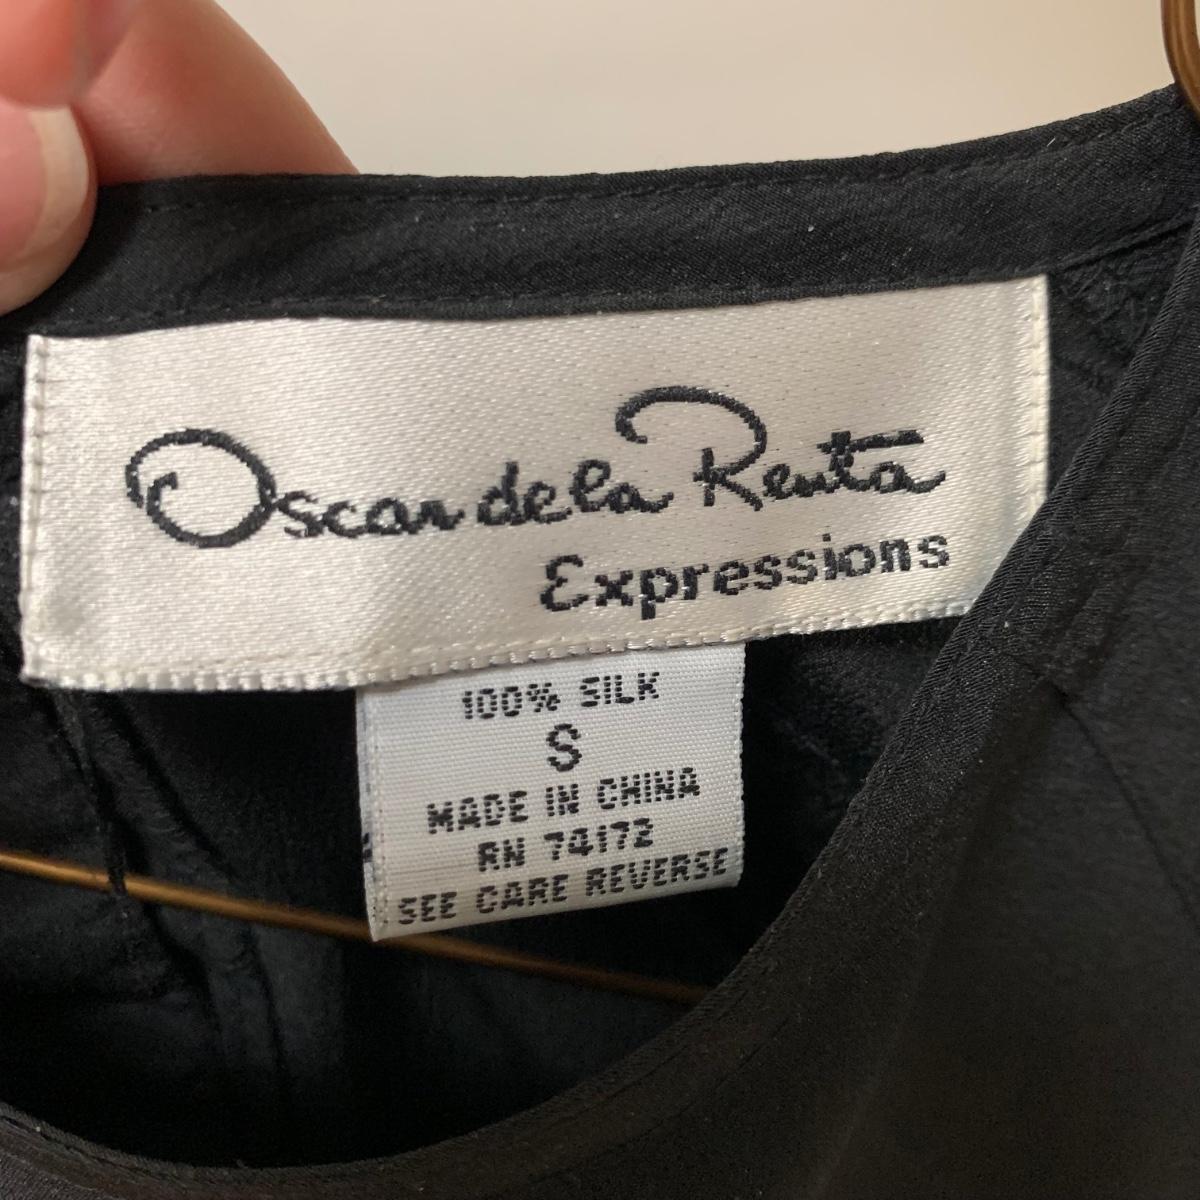 Oscar de la Renta
Expressions
100% SILK
S
MADE IN CHINA
RN 74172
SEE CARE REVERSE